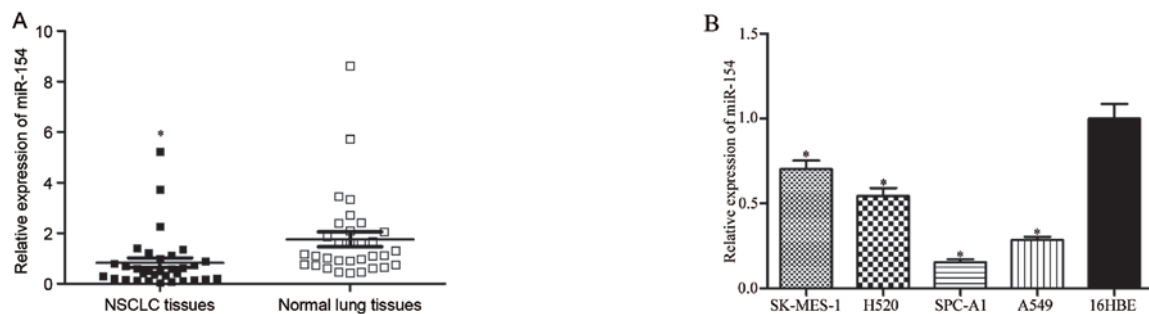 A
Relative expression of miR-154
10
8
6
4
2
0
*
NSCLC tissues
Normal lung tissues
B
Relative expression of miR-154
1.5
1.0
0.5
0.0
*
*
*
*
SK-MES-1
H520
SPC-A1
A549
16HBE